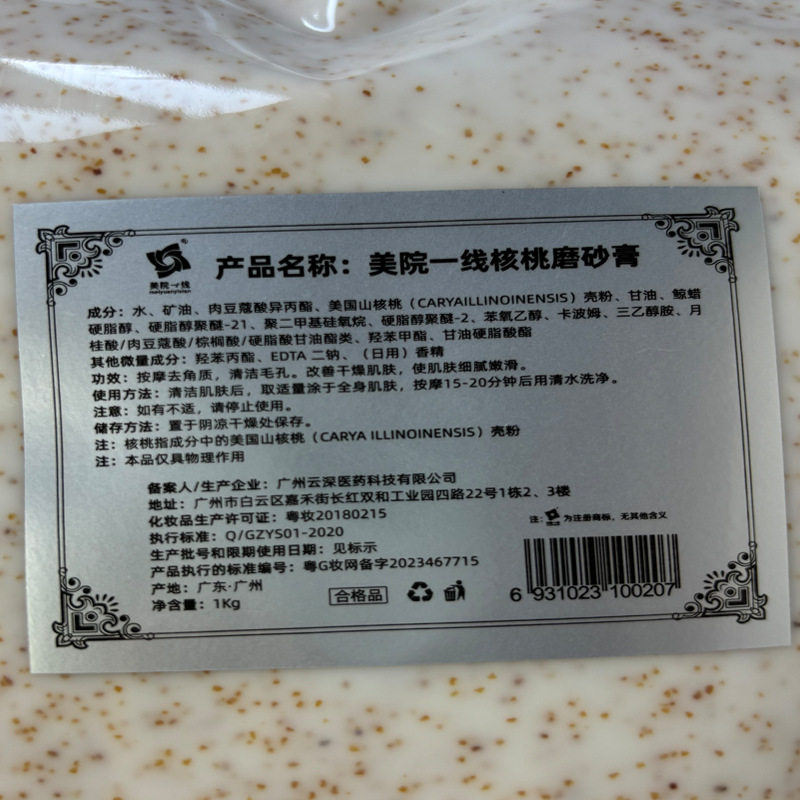 美院一线
meiyuanyixian
产品名称：美院一线核桃磨砂膏
成分：水、矿油、肉豆蔻酸异丙酯、美国山核桃（CARYAILLINOINENSIS）壳粉、甘油、鲸蜡
硬脂醇、硬脂醇聚醚-21、聚二甲基硅氧烷、硬脂醇聚醚-2、苯氧乙醇、卡波姆、三乙醇胺、月
桂酸/肉豆蔻酸/棕榈酸/硬脂酸甘油酯类、羟苯甲酯、甘油硬脂酸酯
其他微量成分：羟苯丙酯、EDTA 二钠、（日用）香精
功效：按摩去角质，清洁毛孔。改善干燥肌肤，使肌肤细腻嫩滑。
使用方法：清洁肌肤后，取适量涂于全身肌肤，按摩15-20分钟后用清水洗净。
注意：如有不适，请停止使用。
储存方法：置于阴凉干燥处保存。
注：核桃指成分中的美国山核桃（CARYA ILLINOINENSIS）壳粉
注：本品仅具物理作用
备案人/生产企业：广州云深医药科技有限公司
地址：广州市白云区嘉禾街长红双和工业园四路22号1栋2、3楼
化妆品生产许可证：粤妆20180215
执行标准：Q/GZYS01-2020
生产批号和限期使用日期：见标示
产品执行的标准编号：粤G妆网备字2023467715
产地：广东·广州
净含量：1Kg
合格品
注：为注册商标，无其他含义
6 931023 100207